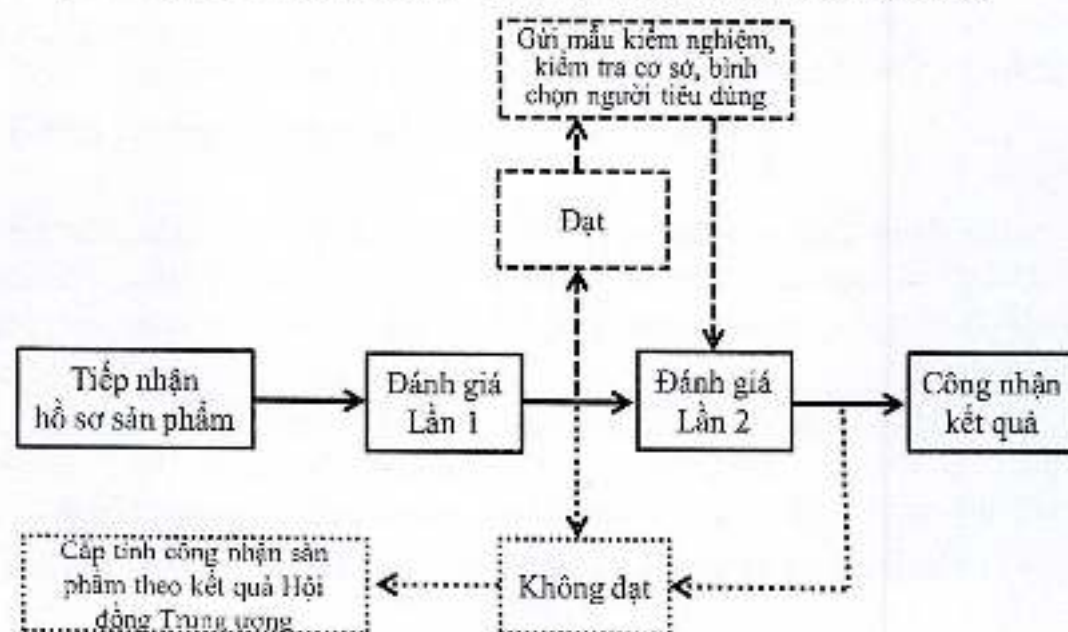 Gửi mẫu kiểm nghiệm,
kiểm tra cơ sở, bình
chọn người tiêu dùng
Đạt
Tiếp nhận
hồ sơ sản phẩm
Đánh giá
Lần 1
Đánh giá
Lần 2
Công nhận
kết quả
Cấp tỉnh công nhận sản
phẩm theo kết quả Hội
đồng Trung ương
Không đạt